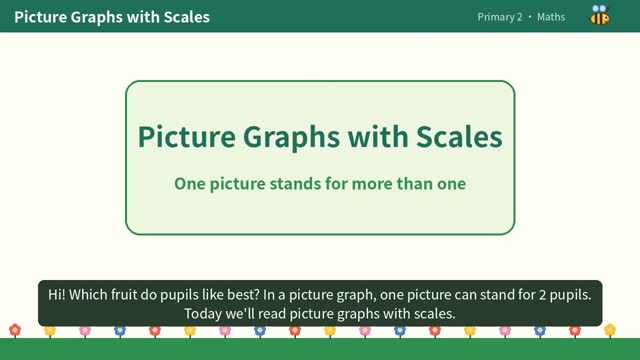 Picture Graphs with Scales
Primary 2 • Maths
Picture Graphs with Scales
One picture stands for more than one
Hi! Which fruit do pupils like best? In a picture graph, one picture can stand for 2 pupils.
Today we'll read picture graphs with scales.